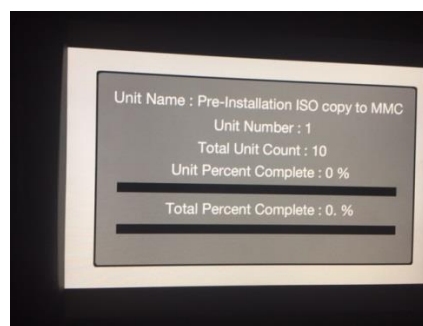 Unit Name : Pre-Installation ISO copy to MMC
Unit Number : 1
Total Unit Count : 10
Unit Percent Complete : 0 %
Total Percent Complete : 0. %